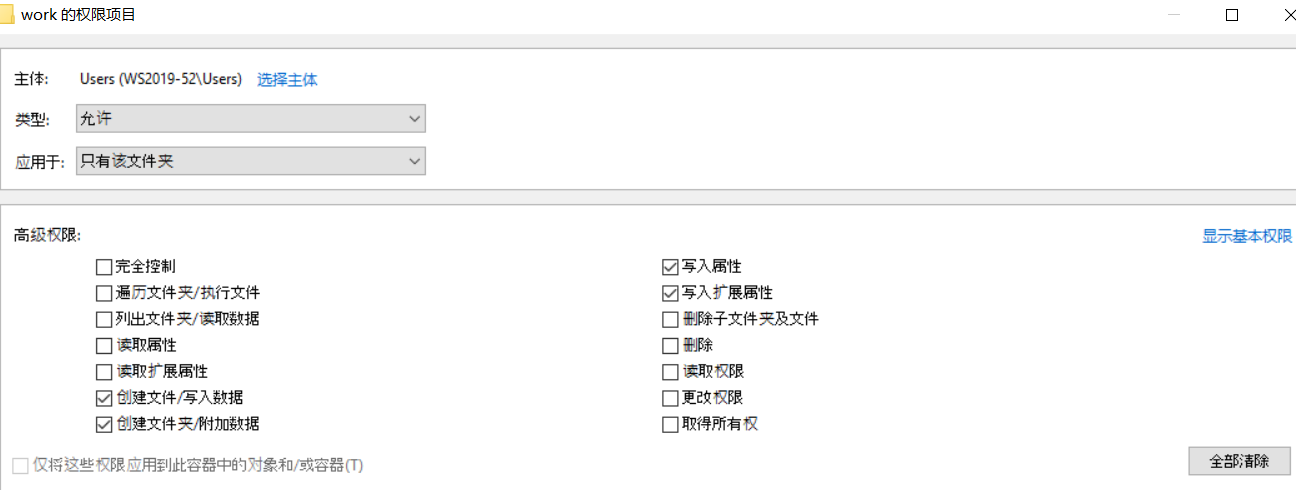 work 的权限项目
主体: Users (WS2019-52\Users) 选择主体
类型: 允许
应用于: 只有该文件夹
高级权限: 显示基本权限
完全控制 写入属性
遍历文件夹/执行文件 写入扩展属性
列出文件夹/读取数据 删除子文件夹及文件
读取属性 删除
读取扩展属性 读取权限
创建文件/写入数据 更改权限
创建文件夹/附加数据 取得所有权
仅将这些权限应用到此容器中的对象和/或容器(T) 全部清除